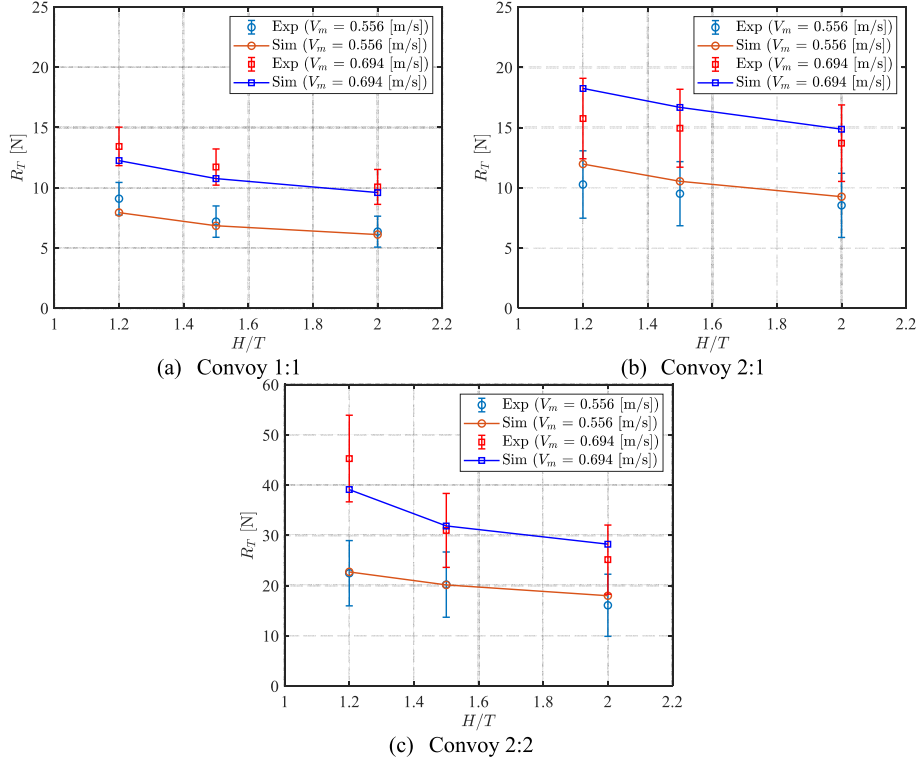 Exp (V_m = 0.556 [m/s])
Sim (V_m = 0.556 [m/s])
Exp (V_m = 0.694 [m/s])
Sim (V_m = 0.694 [m/s])
25
20
15
10
5
0
R_T [N]
1 1.2 1.4 1.6 1.8 2 2.2
H/T
(a) Convoy 1:1
Exp (V_m = 0.556 [m/s])
Sim (V_m = 0.556 [m/s])
Exp (V_m = 0.694 [m/s])
Sim (V_m = 0.694 [m/s])
25
20
15
10
5
0
R_T [N]
1 1.2 1.4 1.6 1.8 2 2.2
H/T
(b) Convoy 2:1
Exp (V_m = 0.556 [m/s])
Sim (V_m = 0.556 [m/s])
Exp (V_m = 0.694 [m/s])
Sim (V_m = 0.694 [m/s])
60
50
40
30
20
10
0
R_T [N]
1 1.2 1.4 1.6 1.8 2 2.2
H/T
(c) Convoy 2:2